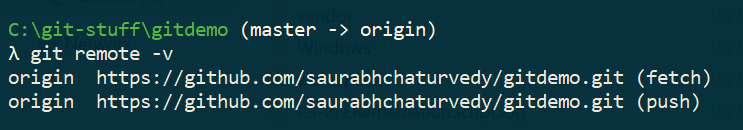 C:\git-stuff\gitdemo (master -> origin)
λ git remote -v
origin  https://github.com/saurabhchaturvedy/gitdemo.git (fetch)
origin  https://github.com/saurabhchaturvedy/gitdemo.git (push)